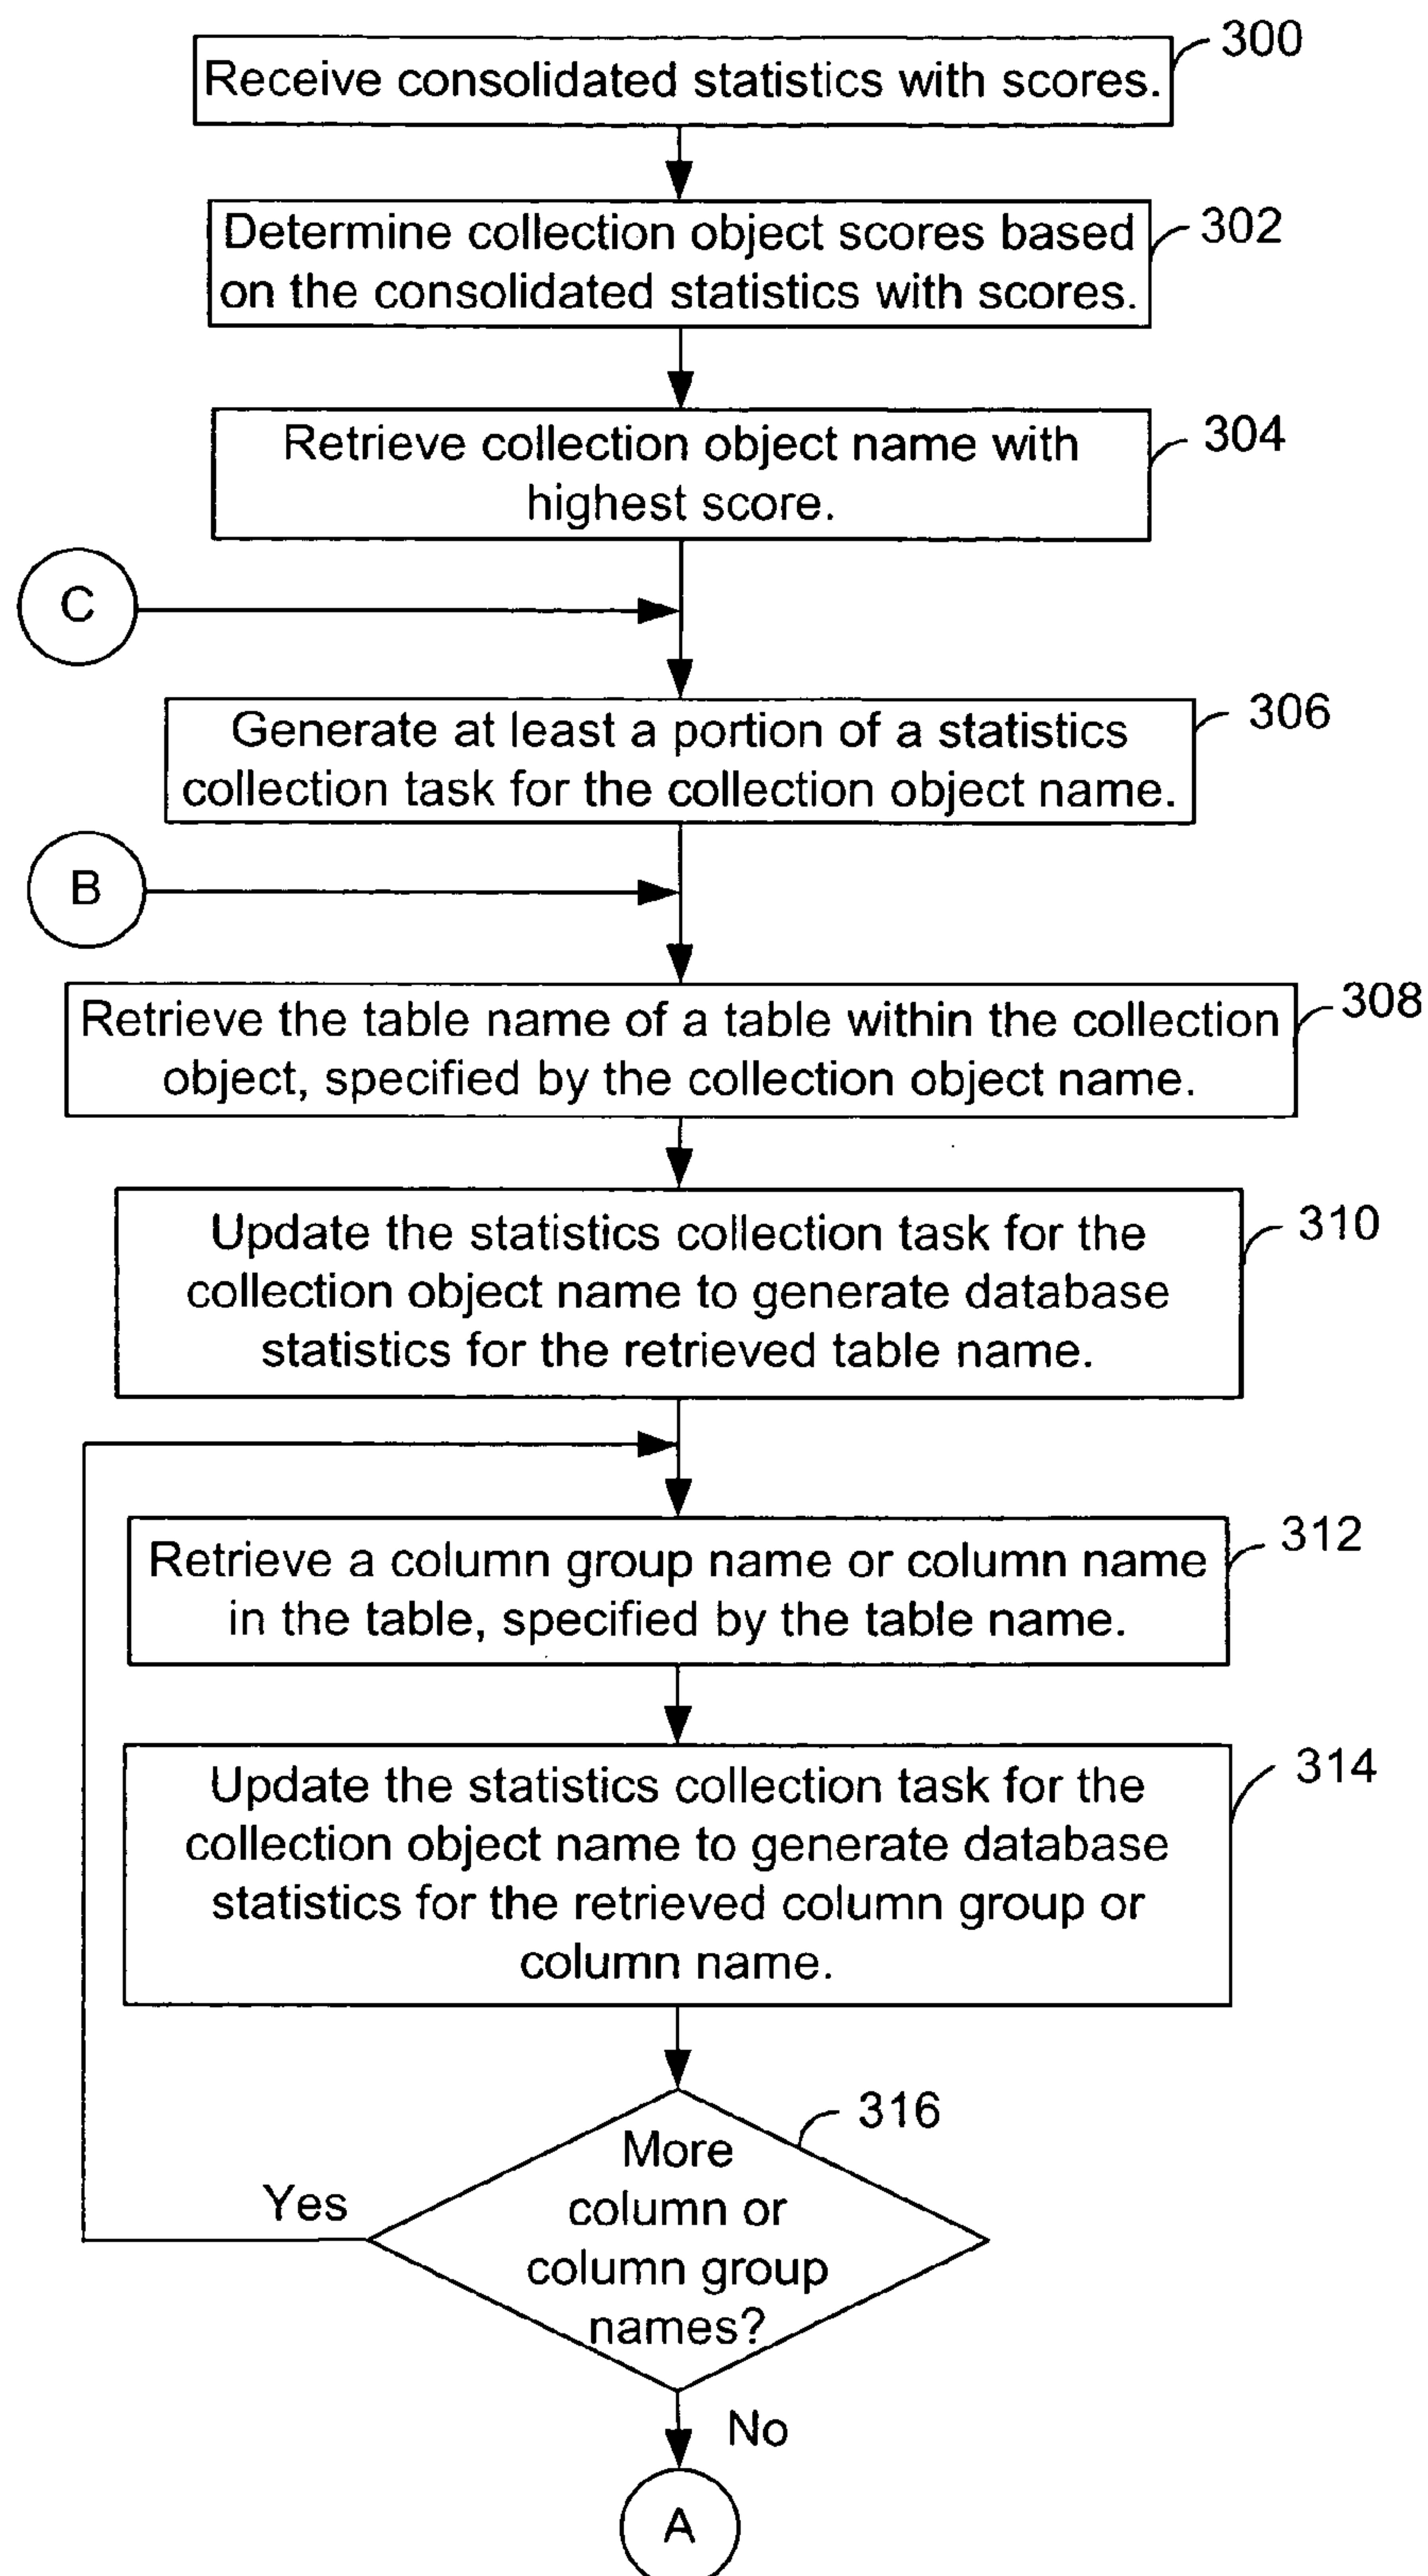 300
Receive consolidated statistics with scores.
302
Determine collection object scores based
on the consolidated statistics with scores.
304
Retrieve collection object name with
highest score.
C
306
Generate at least a portion of a statistics
collection task for the collection object name.
B
308
Retrieve the table name of a table within the collection
object, specified by the collection object name.
310
Update the statistics collection task for the
collection object name to generate database
statistics for the retrieved table name.
312
Retrieve a column group name or column name
in the table, specified by the table name.
314
Update the statistics collection task for the
collection object name to generate database
statistics for the retrieved column group or
column name.
316
More
column or
column group
names?
Yes
No
A